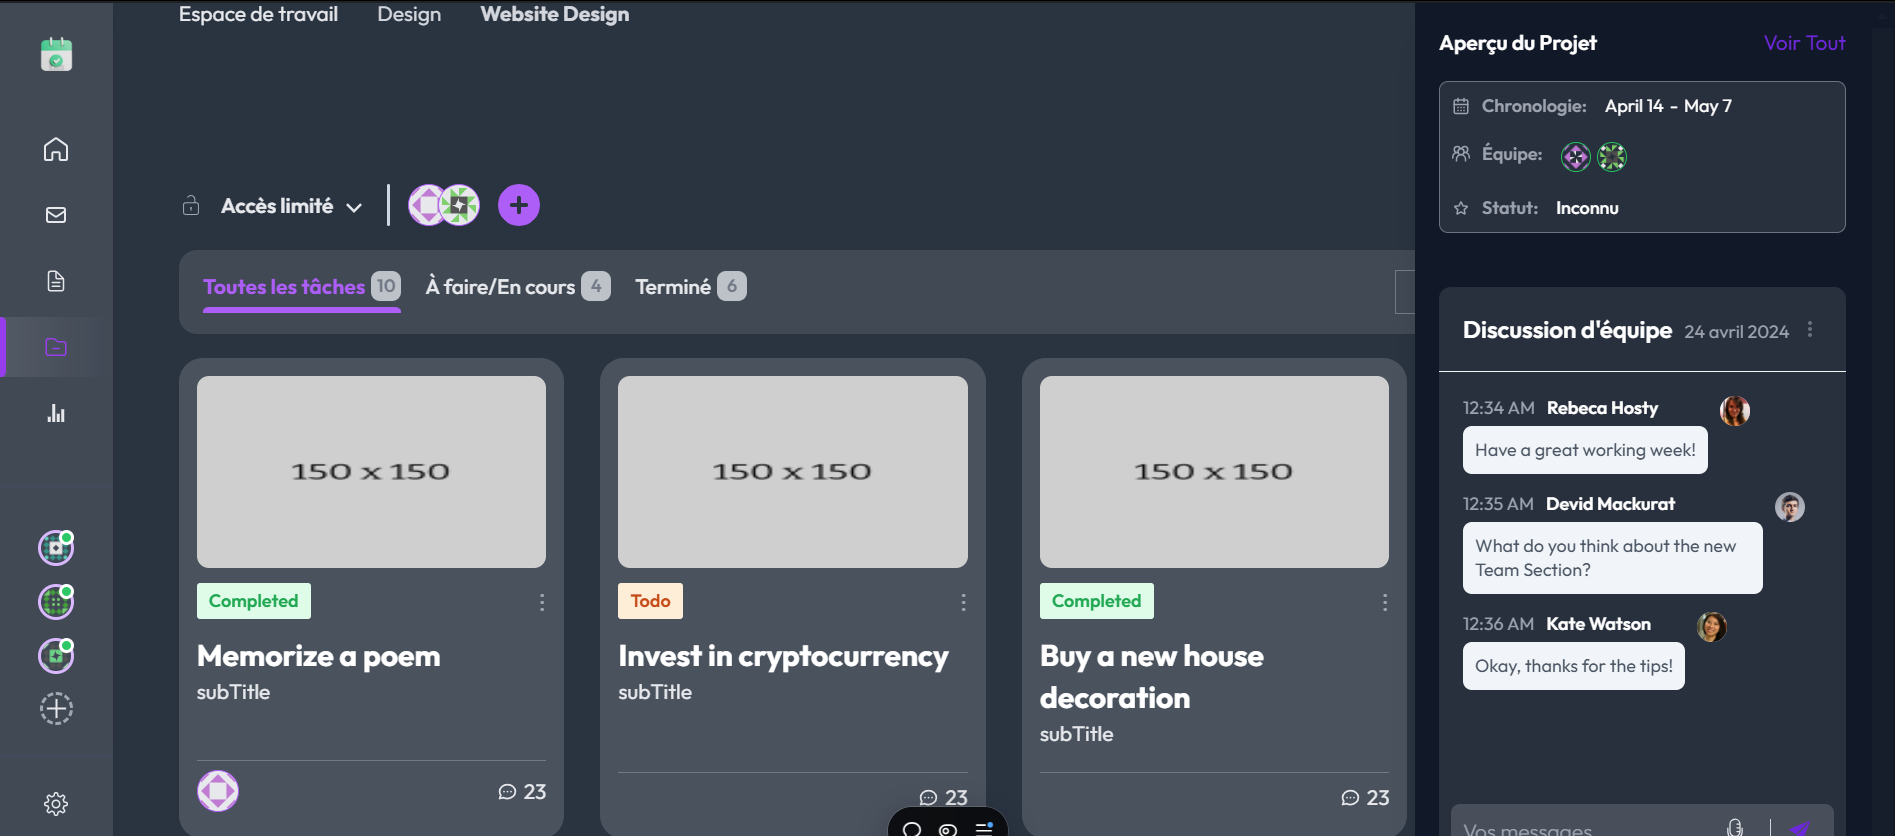 Espace de travail Design Website Design
Accès limité
Toutes les tâches 10 À faire/En cours 4 Terminé 6
150 x 150
Completed
Memorize a poem
subTitle
23
150 x 150
Todo
Invest in cryptocurrency
subTitle
23
150 x 150
Completed
Buy a new house
decoration
subTitle
23
Aperçu du Projet Voir Tout
Chronologie: April 14 - May 7
Équipe:
Statut: Inconnu
Discussion d'équipe 24 avril 2024
12:34 AM Rebeca Hosty
Have a great working week!
12:35 AM Devid Mackurat
What do you think about the new
Team Section?
12:36 AM Kate Watson
Okay, thanks for the tips!
Vos messages